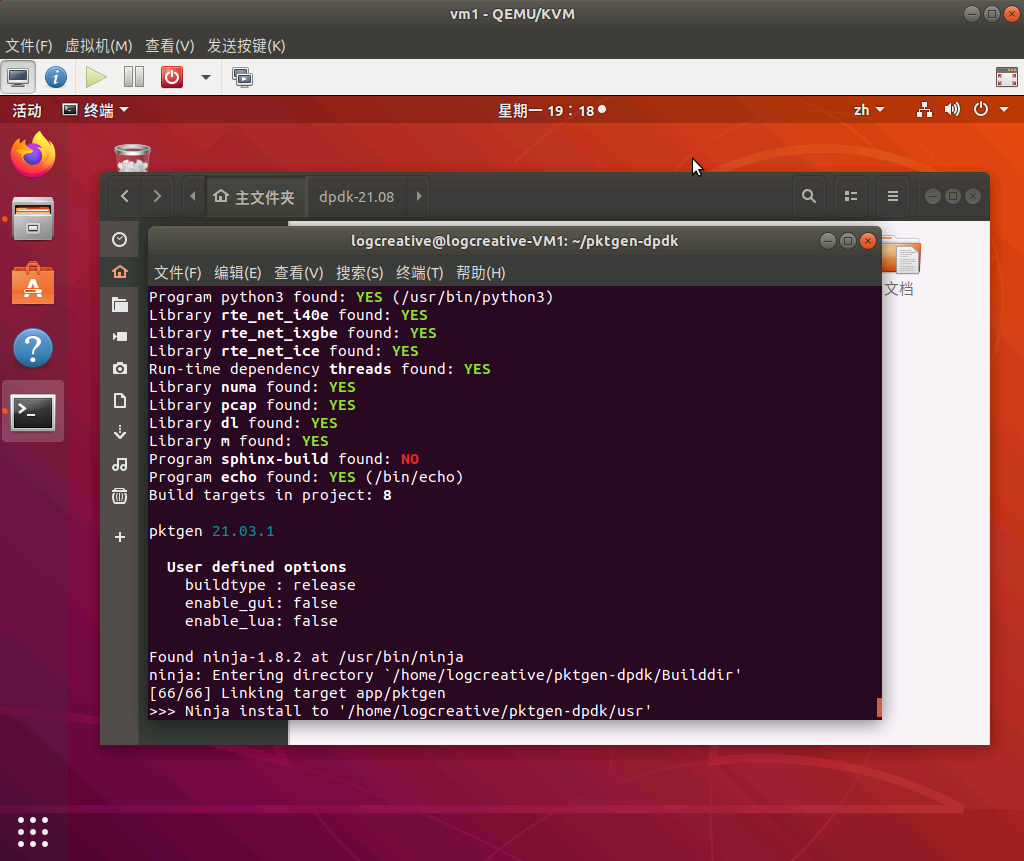 vm1 - QEMU/KVM
文件(F) 虚拟机(M) 查看(V) 发送按键(K)
活动 终端 星期一 19：18 zh
主文件夹 dpdk-21.08
logcreative@logcreative-VM1: ~/pktgen-dpdk
文件(F) 编辑(E) 查看(V) 搜索(S) 终端(T) 帮助(H)
文档
Program python3 found: YES (/usr/bin/python3)
Library rte_net_i40e found: YES
Library rte_net_ixgbe found: YES
Library rte_net_ice found: YES
Run-time dependency threads found: YES
Library numa found: YES
Library pcap found: YES
Library dl found: YES
Library m found: YES
Program sphinx-build found: NO
Program echo found: YES (/bin/echo)
Build targets in project: 8
pktgen 21.03.1
User defined options
buildtype : release
enable_gui: false
enable_lua: false
Found ninja-1.8.2 at /usr/bin/ninja
ninja: Entering directory `/home/logcreative/pktgen-dpdk/Builddir'
[66/66] Linking target app/pktgen
>>> Ninja install to '/home/logcreative/pktgen-dpdk/usr'